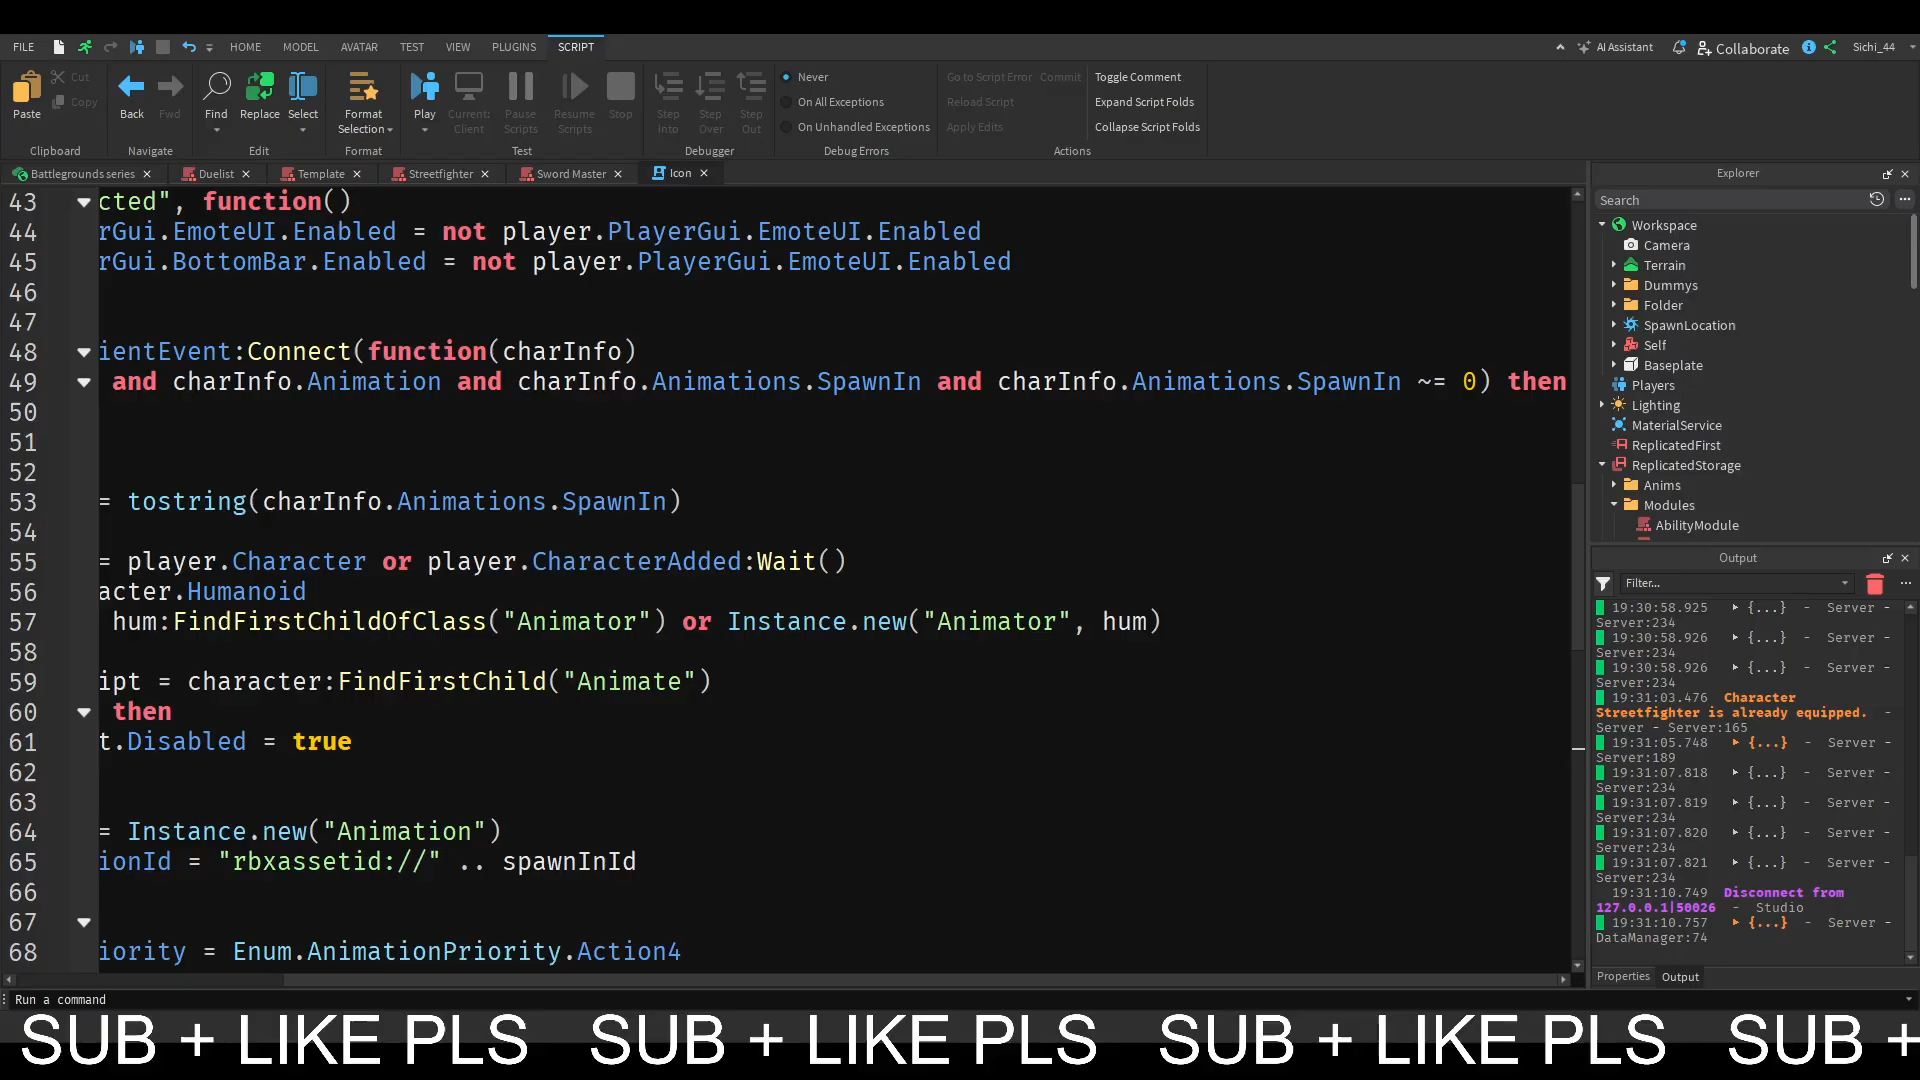 FILE HOME MODEL AVATAR TEST VIEW PLUGINS SCRIPT AI Assistant Collaborate Sichi_44
Paste Cut Copy
Clipboard
Back Fwd
Navigate
Find Replace Select
Edit
Format Selection
Format
Play Current: Client Pause Scripts Resume Scripts Stop
Test
Step Into Step Over Step Out
Debugger
Never
On All Exceptions
On Unhandled Exceptions
Debug Errors
Go to Script Error Commit
Reload Script
Apply Edits
Toggle Comment
Expand Script Folds
Collapse Script Folds
Actions
Battlegrounds series Duelist Template Streetfighter Sword Master Icon
43 cted", function()
44 rGui.EmoteUI.Enabled = not player.PlayerGui.EmoteUI.Enabled
45 rGui.BottomBar.Enabled = not player.PlayerGui.EmoteUI.Enabled
46
47
48 ientEvent:Connect(function(charInfo)
49 and charInfo.Animation and charInfo.Animations.SpawnIn and charInfo.Animations.SpawnIn ~= 0) then
50
51
52
53 = tostring(charInfo.Animations.SpawnIn)
54
55 = player.Character or player.CharacterAdded:Wait()
56 acter.Humanoid
57 hum:FindFirstChildOfClass("Animator") or Instance.new("Animator", hum)
58
59 ipt = character:FindFirstChild("Animate")
60 then
61 t.Disabled = true
62
63
64 = Instance.new("Animation")
65 ionId = "rbxassetid://" .. spawnInId
66
67
68 iority = Enum.AnimationPriority.Action4
Explorer
Search
Workspace
Camera
Terrain
Dummys
Folder
SpawnLocation
Self
Baseplate
Players
Lighting
MaterialService
ReplicatedFirst
ReplicatedStorage
Anims
Modules
AbilityModule
Output
Filter...
19:30:58.925 {...} - Server -
Server:234
19:30:58.926 {...} - Server -
Server:234
19:30:58.926 {...} - Server -
Server:234
19:31:03.476 Character
Streetfighter is already equipped. -
Server - Server:165
19:31:05.748 {...} - Server -
Server:189
19:31:07.818 {...} - Server -
Server:234
19:31:07.819 {...} - Server -
Server:234
19:31:07.820 {...} - Server -
Server:234
19:31:07.821 {...} - Server -
Server:234
19:31:10.749 Disconnect from
127.0.0.1|50026 - Studio
19:31:10.757 {...} - Server -
DataManager:74
Properties Output
Run a command
SUB + LIKE PLS SUB + LIKE PLS SUB + LIKE PLS SUB +